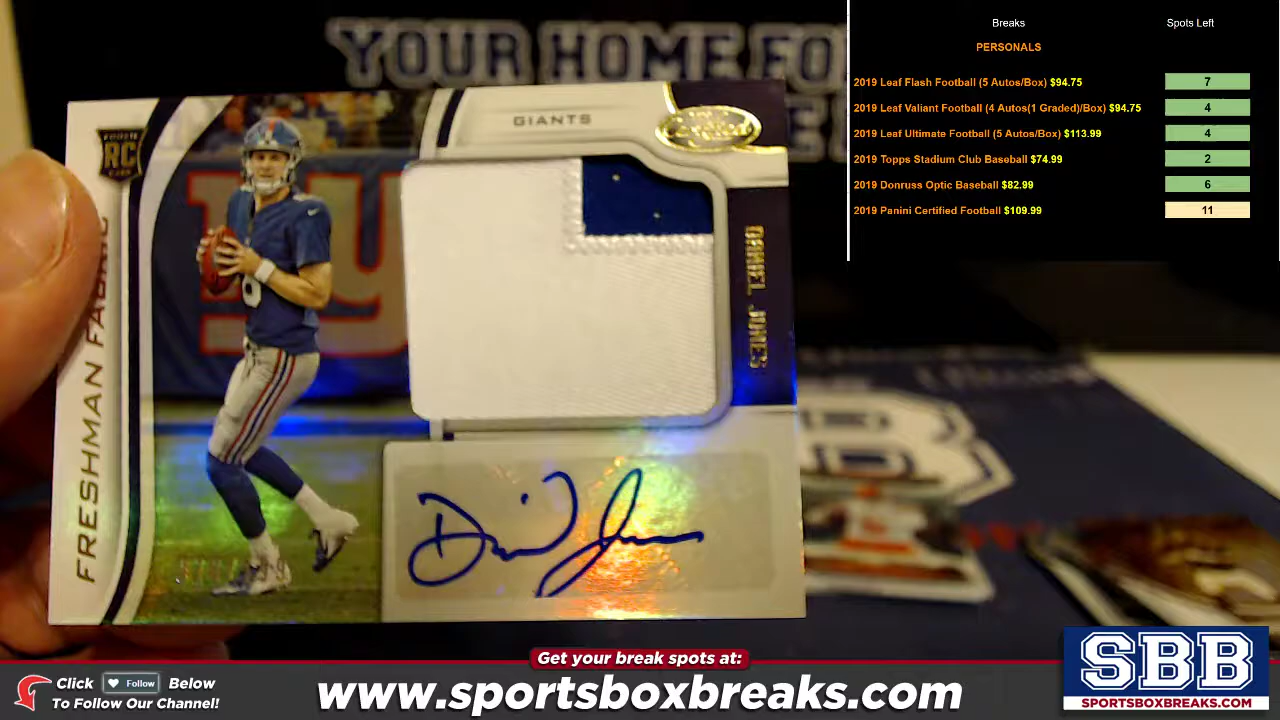 YOUR HOME FO
Breaks
Spots Left
PERSONALS
2019 Leaf Flash Football (5 Autos/Box) $94.75
7
2019 Leaf Valiant Football (4 Autos(1 Graded)/Box) $94.75
4
2019 Leaf Ultimate Football (5 Autos/Box) $113.99
4
2019 Topps Stadium Club Baseball $74.99
2
2019 Donruss Optic Baseball $82.99
6
2019 Panini Certified Football $109.99
11
RC
GIANTS
Certified
DANIEL JONES
FRESHMAN FABRIC
Get your break spots at:
Click
Follow
Below
To Follow Our Channel!
www.sportsboxbreaks.com
SBB
SPORTSBOXBREAKS.COM